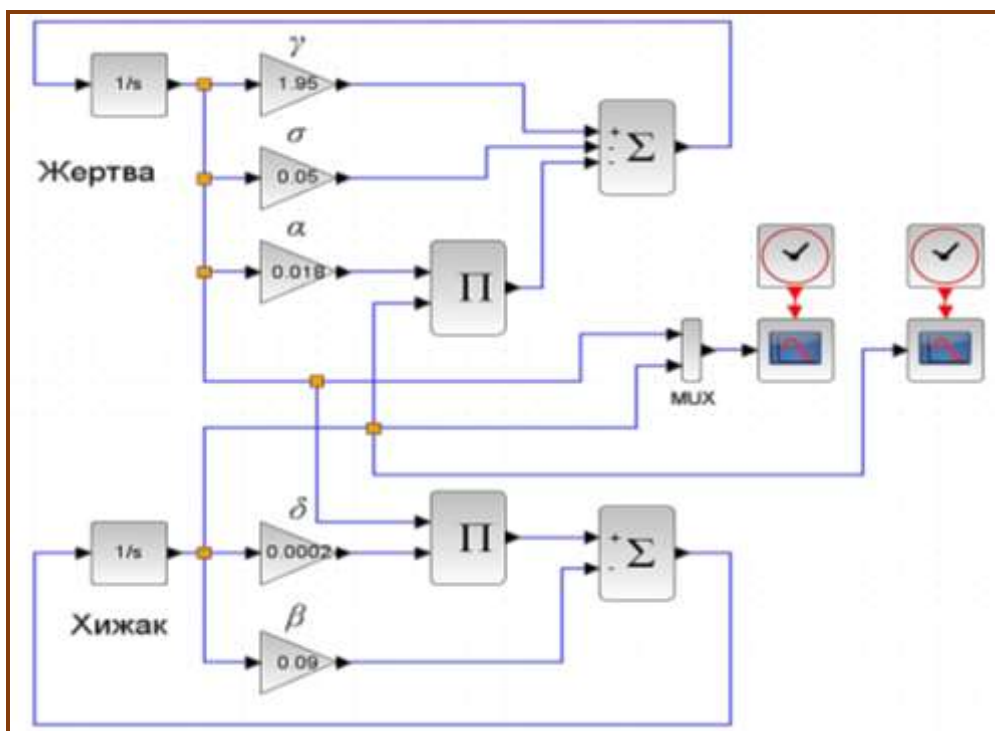 γ
1/s
1.95
σ
+
-
-
Σ
Жертва
0.05
α
0.018
Π
MUX
δ
Π
+
-
Σ
1/s
0.0002
Хижак
β
0.09